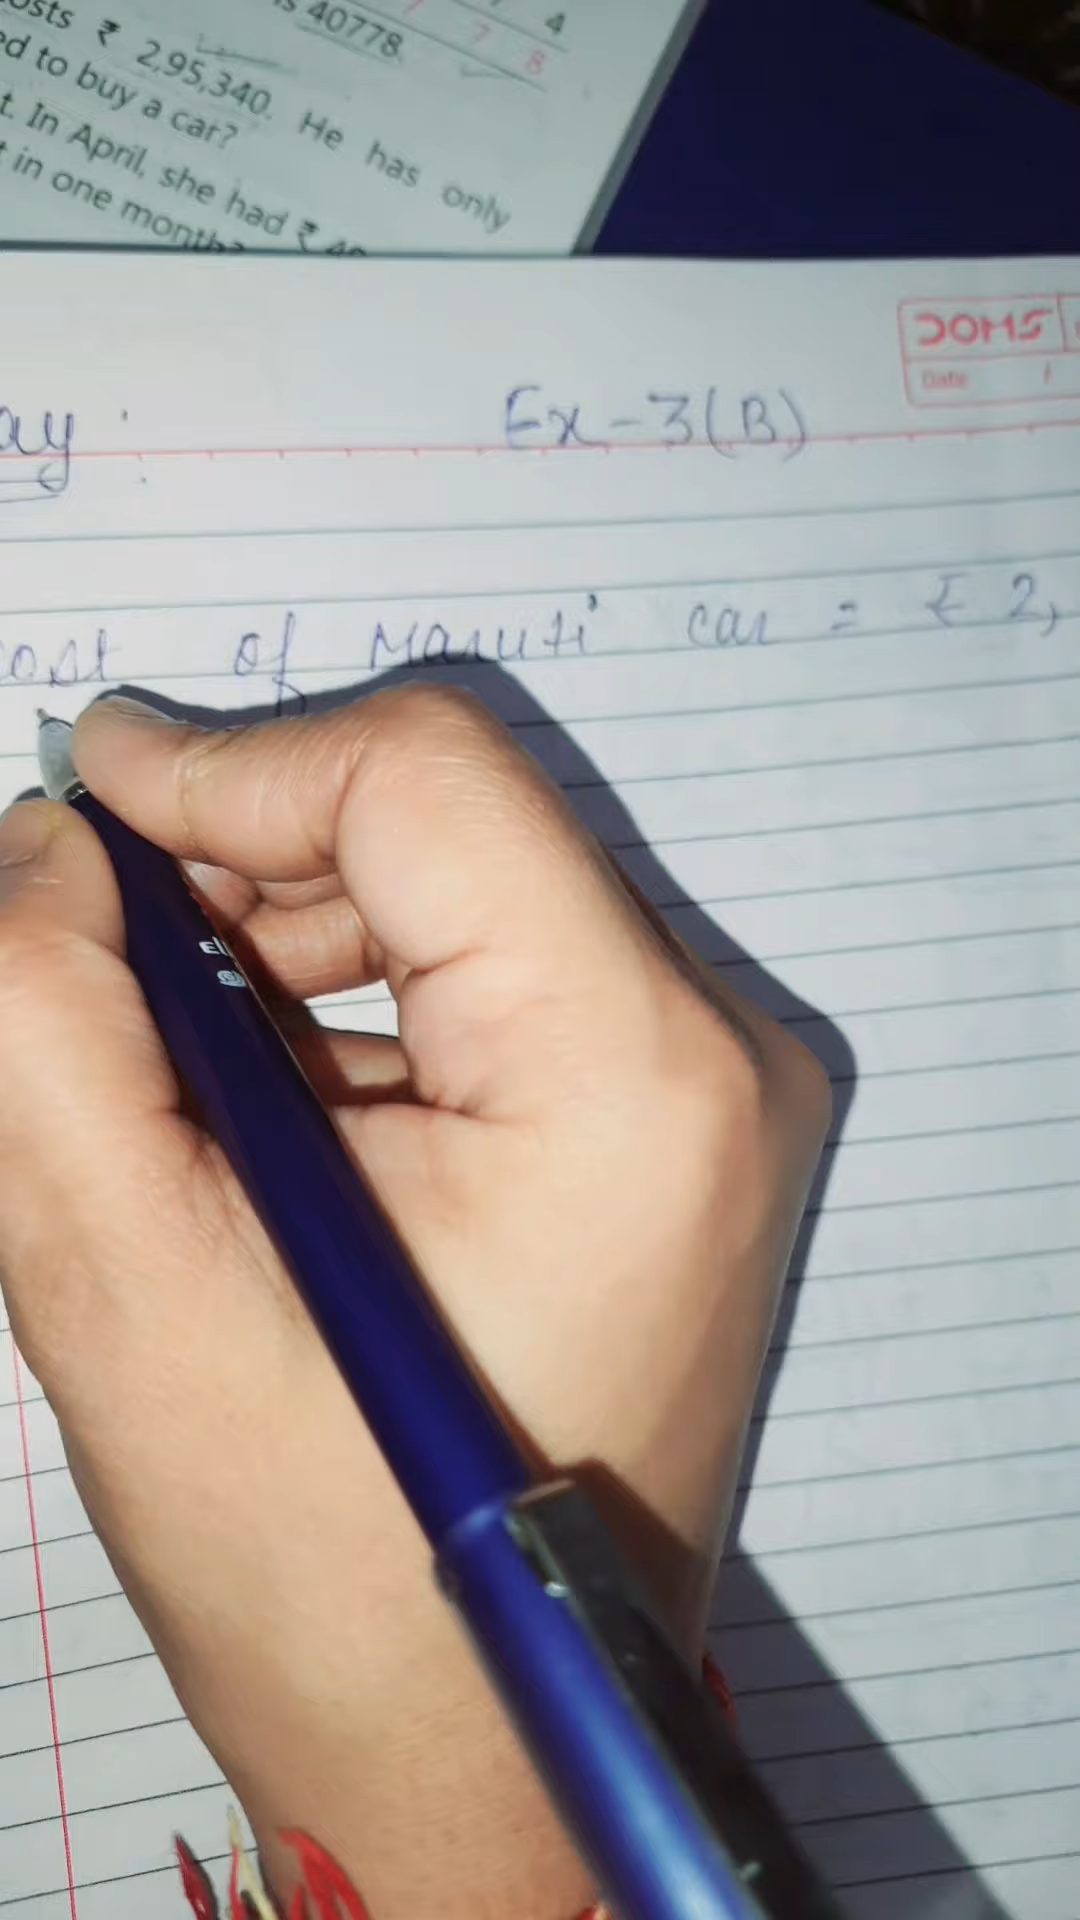 4
7 8
is 40778.
osts ₹ 2,95,340. He has only
ed to buy a car?
t. In April, she had ₹
in one month?
DOMS
Date /
ay : Ex-3(B)
cost of Maruti car = ₹ 2,